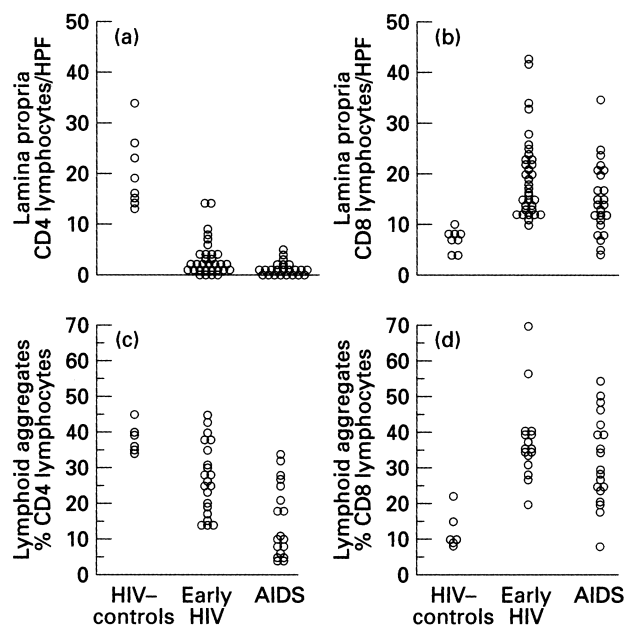 (a)
50
40
30
20
10
0
Lamina propria
CD4 lymphocytes/HPF
(b)
50
40
30
20
10
0
Lamina propria
CD8 lymphocytes/HPF
(c)
70
60
50
40
30
20
10
0
Lymphoid aggregates
% CD4 lymphocytes
HIV–
controls
Early
HIV
AIDS
(d)
70
60
50
40
30
20
10
0
Lymphoid aggregates
% CD8 lymphocytes
HIV–
controls
Early
HIV
AIDS